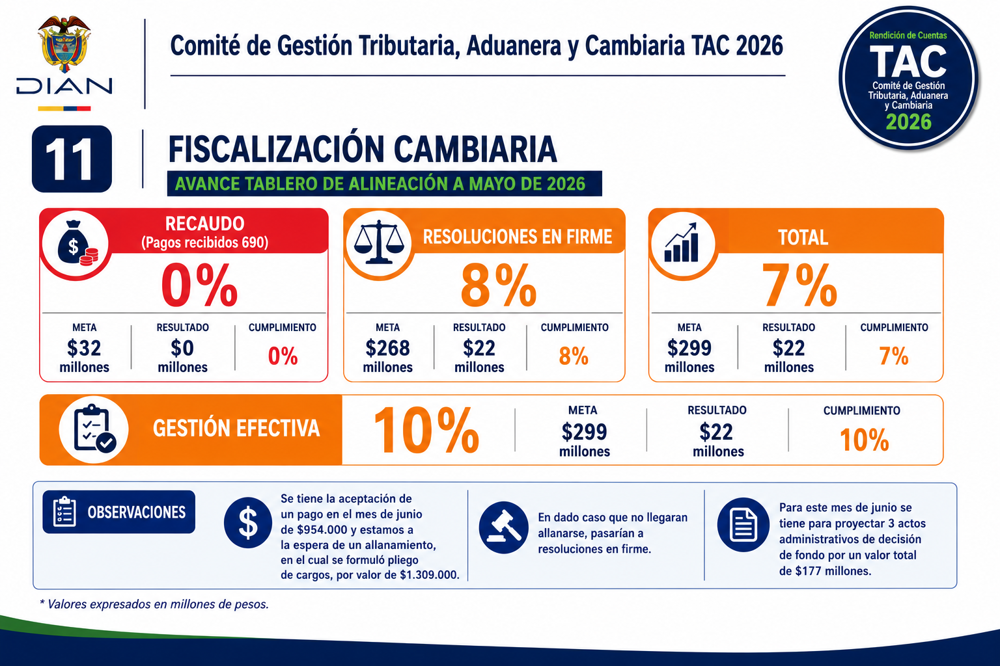 DIAN
Comité de Gestión Tributaria, Aduanera y Cambiaria TAC 2026
Rendición de Cuentas
TAC
Comité de Gestión
Tributaria, Aduanera
y Cambiaria
2026
11
FISCALIZACIÓN CAMBIARIA
AVANCE TABLERO DE ALINEACIÓN A MAYO DE 2026
RECAUDO
(Pagos recibidos 690)
$
0%
META
$32
millones
RESULTADO
$0
millones
CUMPLIMIENTO
0%
RESOLUCIONES EN FIRME
8%
META
$268
millones
RESULTADO
$22
millones
CUMPLIMIENTO
8%
TOTAL
7%
META
$299
millones
RESULTADO
$22
millones
CUMPLIMIENTO
7%
GESTIÓN EFECTIVA
10%
META
$299
millones
RESULTADO
$22
millones
CUMPLIMIENTO
10%
OBSERVACIONES
$
Se tiene la aceptación de
un pago en el mes de junio
de $954.000 y estamos a
la espera de un allanamiento,
en el cual se formuló pliego
de cargos, por valor de $1.309.000.
En dado caso que no llegaran
allanarse, pasarían a
resoluciones en firme.
Para este mes de junio se
tiene para proyectar 3 actos
administrativos de decisión
de fondo por un valor total
de $177 millones.
* Valores expresados en millones de pesos.